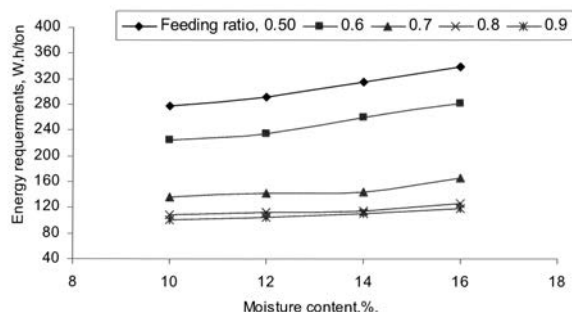 Feeding ratio, 0.50 0.6 0.7 0.8 0.9
Energy requerments, W.h/ton
400
360
320
280
240
200
160
120
80
40
8 10 12 14 16 18
Moisture content,%.